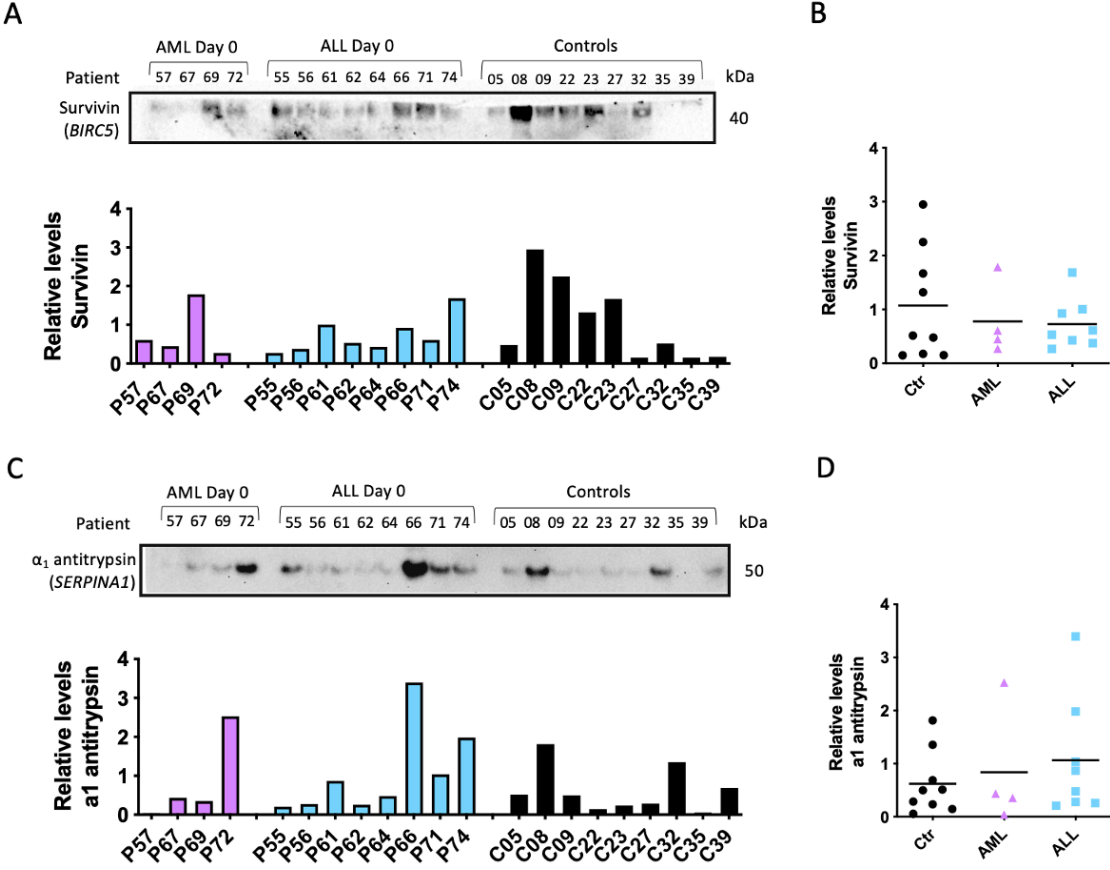 A
AML Day 0 ALL Day 0 Controls
Patient 57 67 69 72 55 56 61 62 64 66 71 74 05 08 09 22 23 27 32 35 39 kDa
Survivin
(BIRC5)
40
Relative levels
Survivin
4
3
2
1
0
P57 P67 P69 P72 P55 P56 P61 P62 P64 P66 P71 P74 C05 C08 C09 C22 C23 C27 C32 C35 C39
B
Relative levels
Survivin
4
3
2
1
0
Ctr AML ALL
C
AML Day 0 ALL Day 0 Controls
Patient 57 67 69 72 55 56 61 62 64 66 71 74 05 08 09 22 23 27 32 35 39 kDa
α₁ antitrypsin
(SERPINA1)
50
Relative levels
a1 antitrypsin
4
3
2
1
0
P57 P67 P69 P72 P55 P56 P61 P62 P64 P66 P71 P74 C05 C08 C09 C22 C23 C27 C32 C35 C39
D
Relative levels
a1 antitrypsin
4
3
2
1
0
Ctr AML ALL